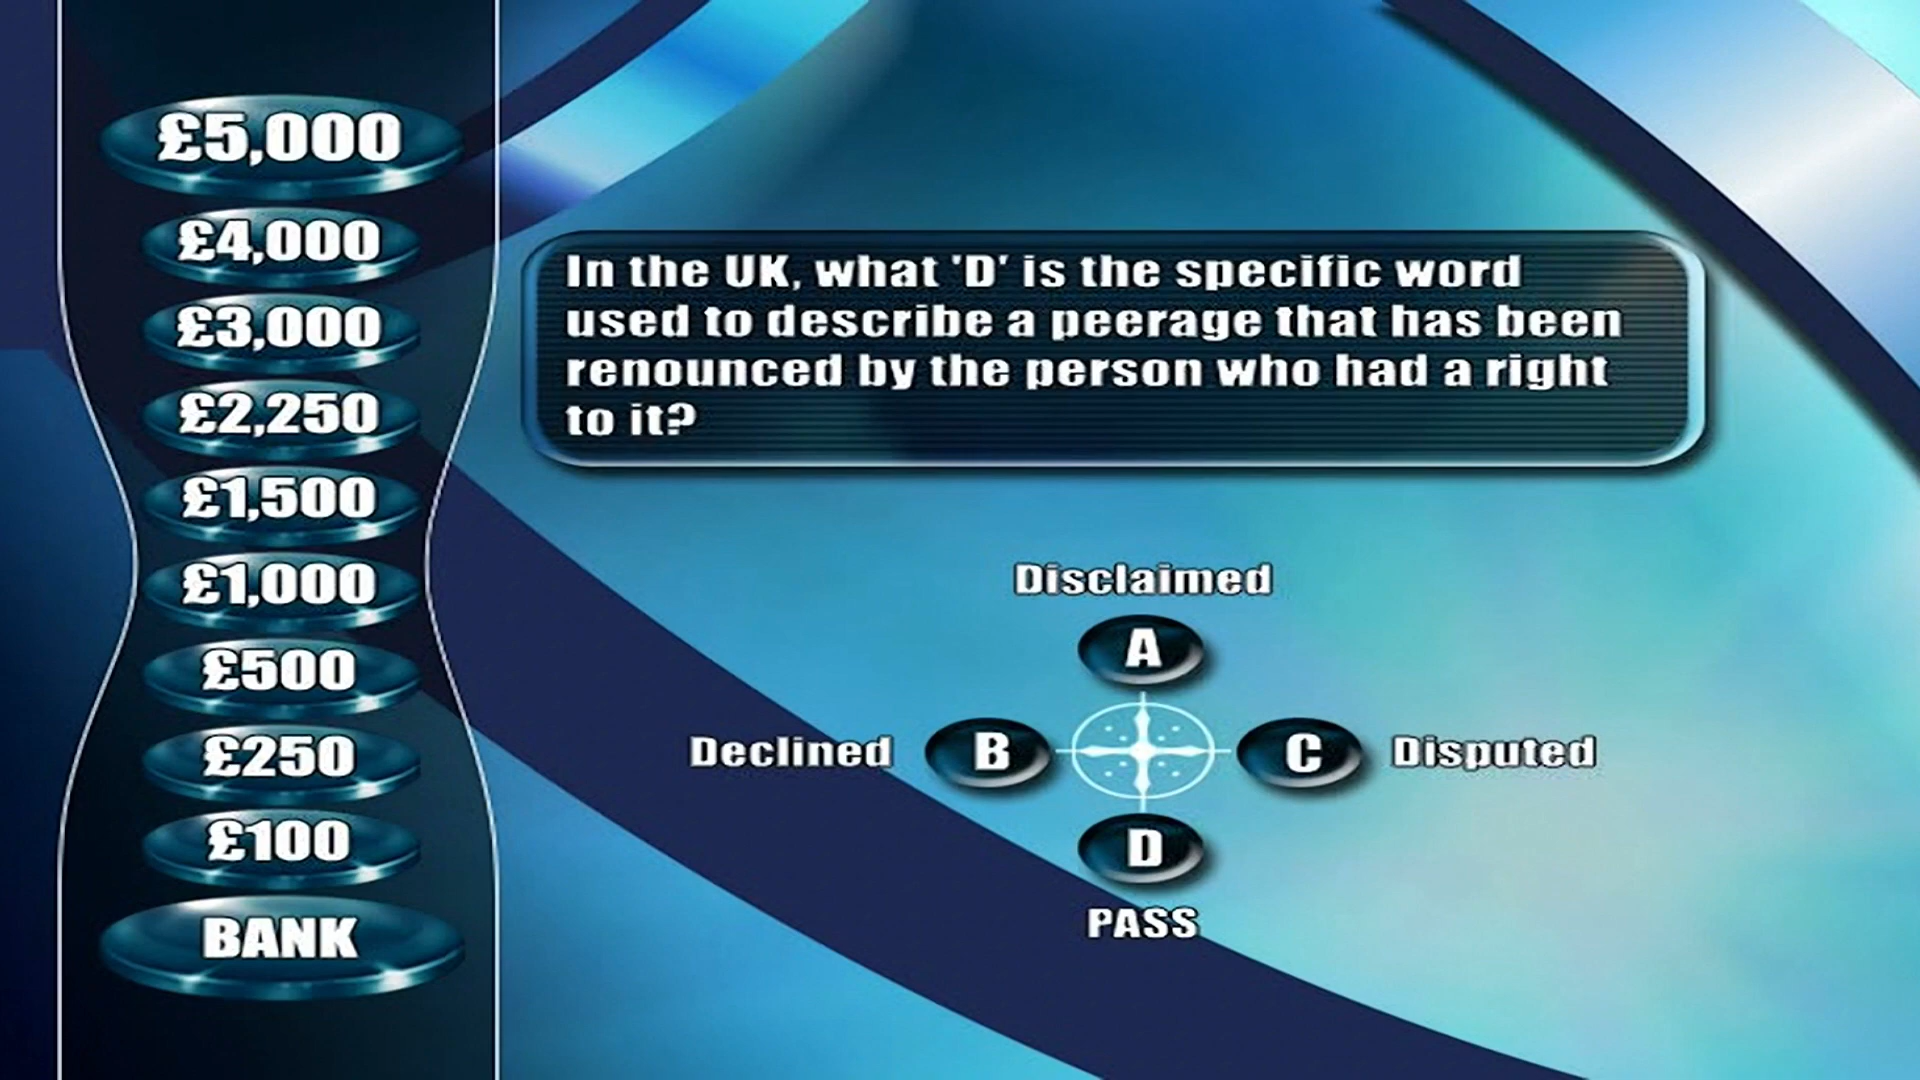 £5,000
£4,000
£3,000
£2,250
£1,500
£1,000
£500
£250
£100
BANK
In the UK, what 'D' is the specific word
used to describe a peerage that has been
renounced by the person who had a right
to it?
Disclaimed
A
Declined B C Disputed
D
PASS